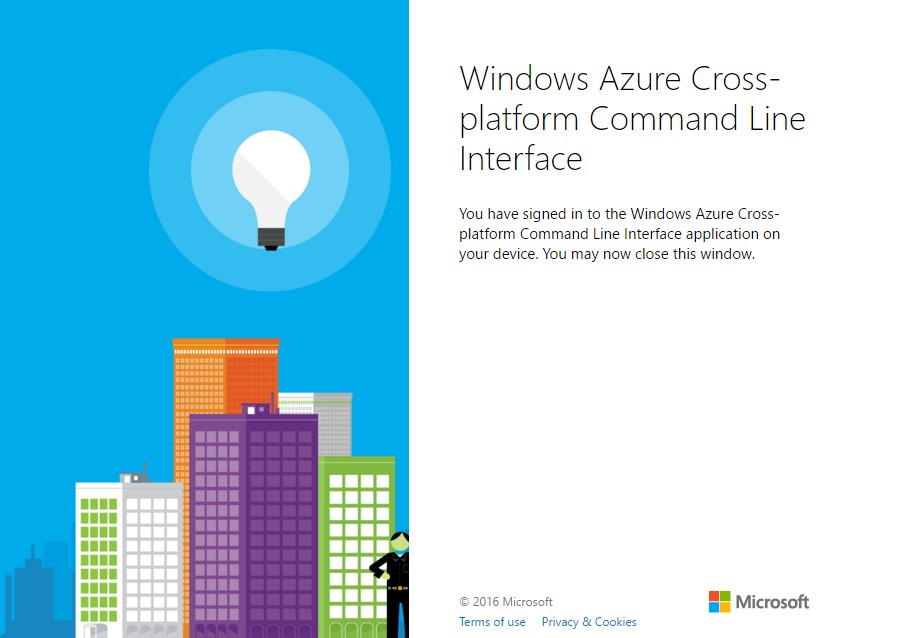 Windows Azure Cross-
platform Command Line
Interface
You have signed in to the Windows Azure Cross-
platform Command Line Interface application on
your device. You may now close this window.
© 2016 Microsoft
Terms of use Privacy & Cookies
Microsoft